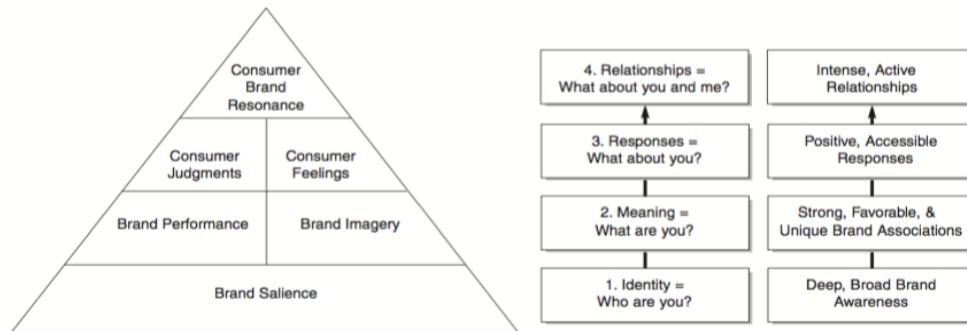 Consumer
Brand
Resonance
Consumer
Judgments
Consumer
Feelings
Brand Performance
Brand Imagery
Brand Salience
4. Relationships =
What about you and me?
3. Responses =
What about you?
2. Meaning =
What are you?
1. Identity =
Who are you?
Intense, Active
Relationships
Positive, Accessible
Responses
Strong, Favorable, &
Unique Brand Associations
Deep, Broad Brand
Awareness